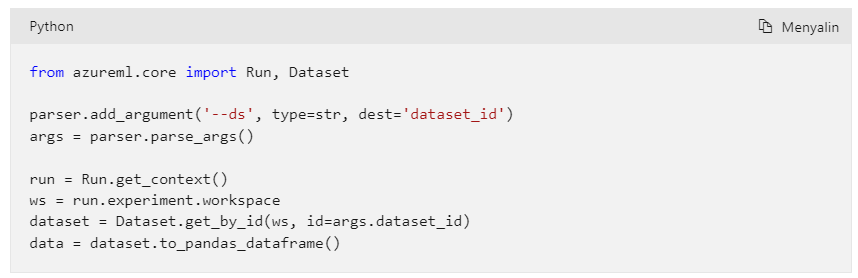 Python
Menyalin
from azureml.core import Run, Dataset
parser.add_argument('--ds', type=str, dest='dataset_id')
args = parser.parse_args()
run = Run.get_context()
ws = run.experiment.workspace
dataset = Dataset.get_by_id(ws, id=args.dataset_id)
data = dataset.to_pandas_dataframe()